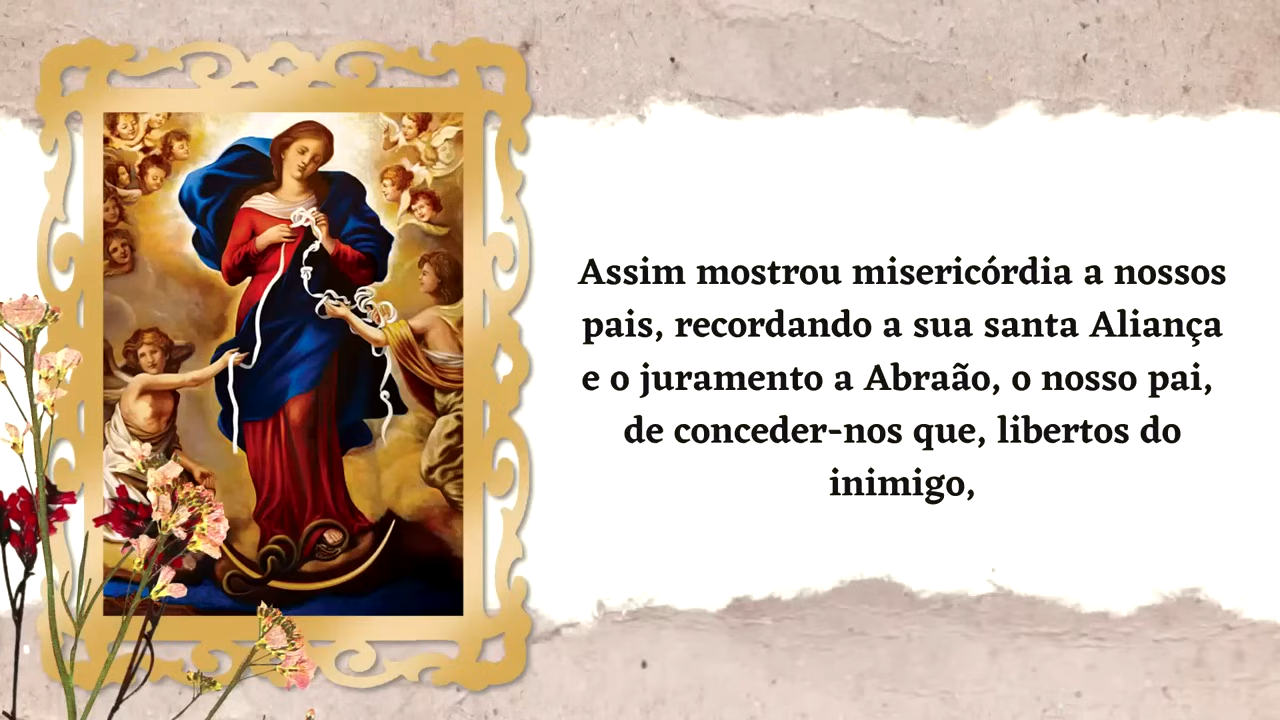 Assim mostrou misericórdia a nossos
pais, recordando a sua santa Aliança
e o juramento a Abraão, o nosso pai,
de conceder-nos que, libertos do
inimigo,